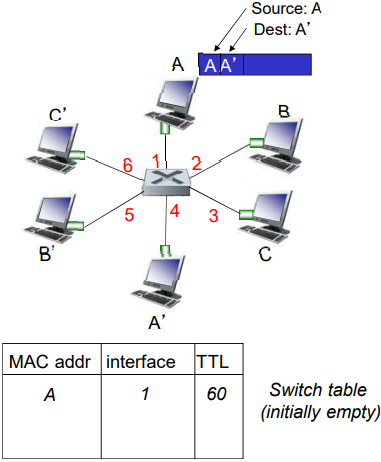 Source: A
Dest: A’
A A A’
B
C’
6 1 2
5 4 3
B’ C
A’
MAC addr interface TTL
A 1 60
Switch table
(initially empty)